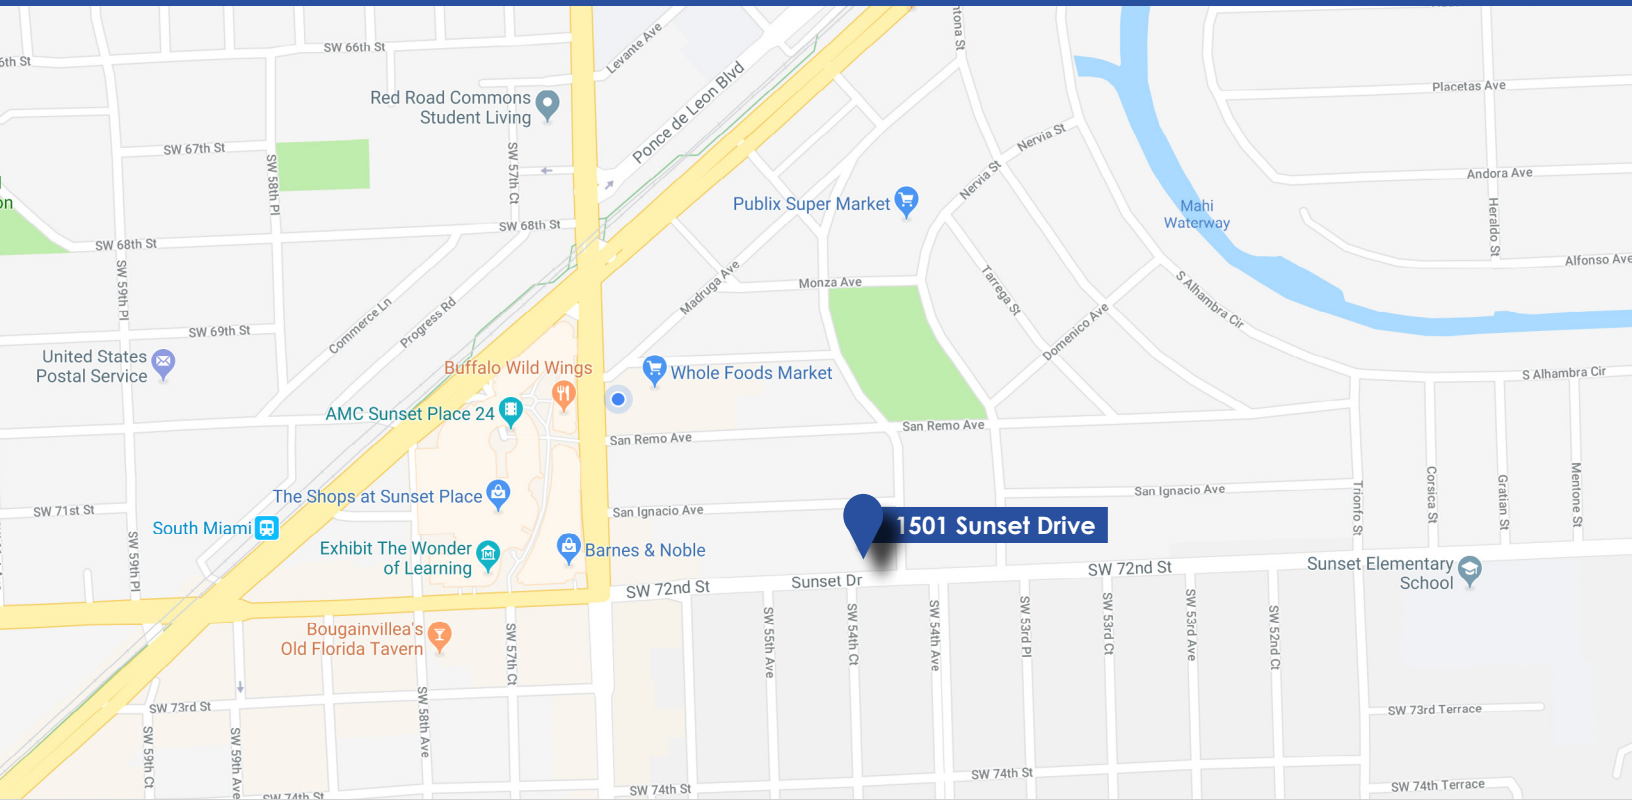 SW 66th St
6th St
Levante Ave
Ponce de Leon Blvd
Red Road Commons
Student Living
Placetas Ave
Nervia St
Nervia St
SW 67th St
SW 58th Pl
SW 57th Ct
Andora Ave
on
Publix Super Market
Mahi
Waterway
Heraldo St
SW 68th St
SW 68th St
SW 59th Pl
Madruga Ave
Monza Ave
Tarrega St
S Alhambra Cir
Alfonso Ave
SW 69th St
Commerce Ln
Progress Rd
Domenico Ave
United States
Postal Service
Buffalo Wild Wings
Whole Foods Market
S Alhambra Cir
AMC Sunset Place 24
San Remo Ave
San Remo Ave
The Shops at Sunset Place
San Ignacio Ave
San Ignacio Ave
Trionfo St
Corsica St
Gratian St
Mentone St
SW 71st St
South Miami
1501 Sunset Drive
Exhibit The Wonder
of Learning
Barnes & Noble
SW 59th Pl
SW 72nd St
Sunset Dr
SW 72nd St
Sunset Elementary
School
Bougainvillea's
Old Florida Tavern
SW 57th Ct
SW 55th Ave
SW 54th Ct
SW 54th Ave
SW 53rd Pl
SW 53rd Ct
SW 53rd Ave
SW 52nd Ct
SW 73rd St
SW 58th Ave
SW 73rd Terrace
SW 59th Ct
SW 59th Ave
SW 74th St
SW 74th St
SW 74th St
SW 74th Terrace